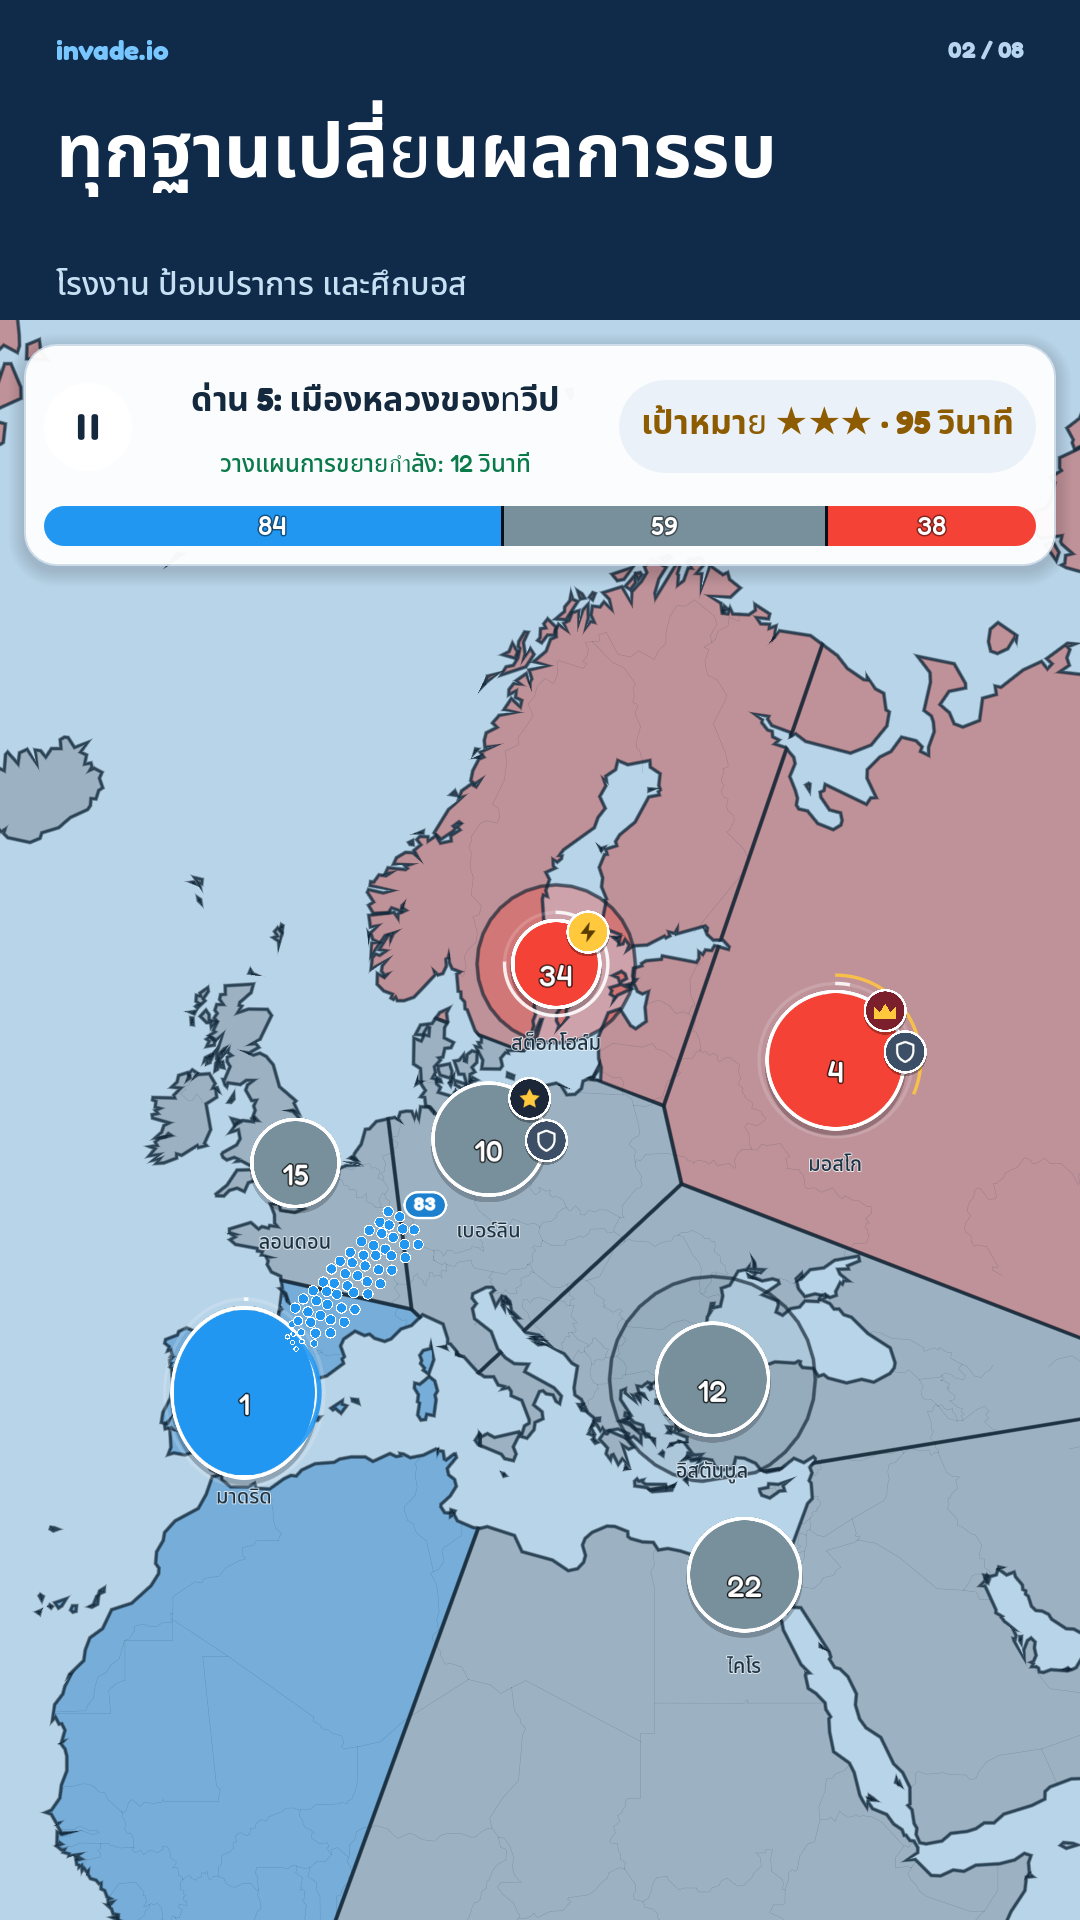 invade.io
02 / 08
ทุกฐานเปลี่ยนผลการรบ
โรงงาน ป้อมปราการ และศึกบอส
ด่าน 5: เมืองหลวงของทวีป
เป้าหมาย ★★★ · 95 วินาที
วางแผนการขยายกำลัง: 12 วินาที
84
59
38
34
สต็อกโฮล์ม
4
มอสโก
10
เบอร์ลิน
15
ลอนดอน
83
1
มาดริด
12
อิสตันบูล
22
ไคโร